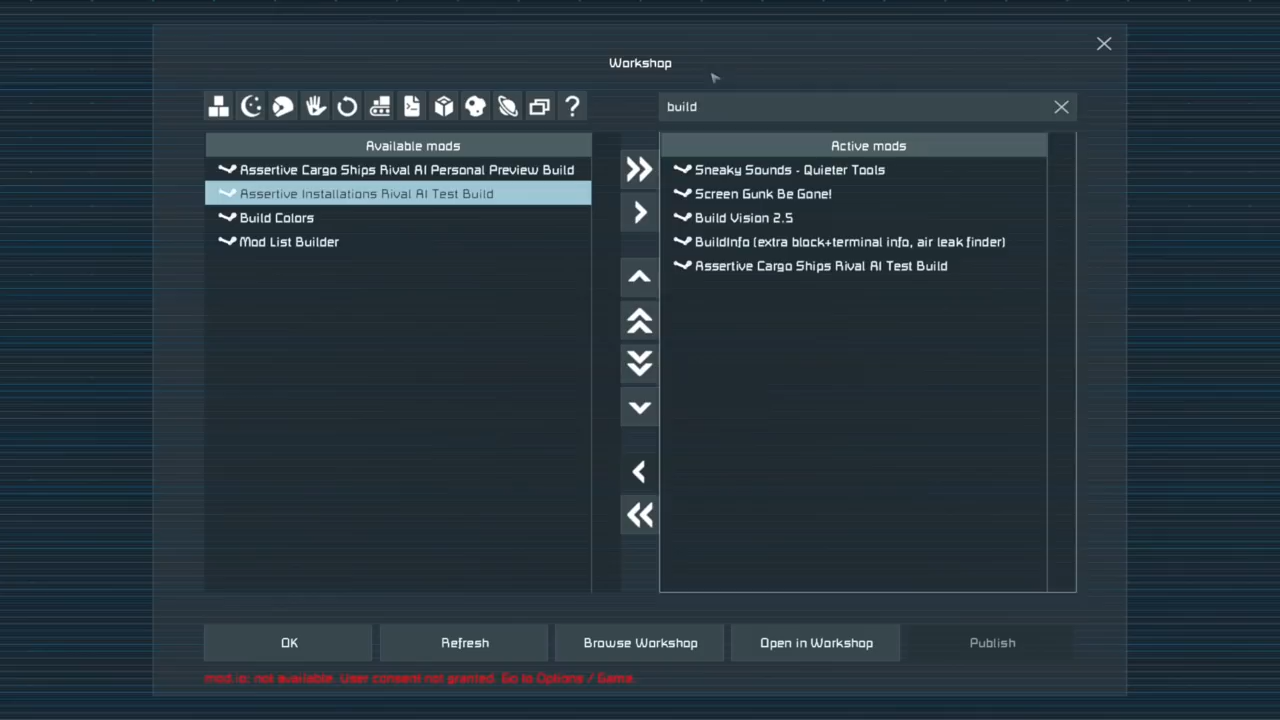 Workshop
?
build
Available mods
Assertive Cargo Ships Rival AI Personal Preview Build
Assertive Installations Rival AI Test Build
Build Colors
Mod List Builder
Active mods
Sneaky Sounds - Quieter Tools
Screen Gunk Be Gone!
Build Vision 2.5
BuildInfo (extra block+terminal info, air leak finder)
Assertive Cargo Ships Rival AI Test Build
OK
Refresh
Browse Workshop
Open in Workshop
Publish
mod.io: not available. User consent not granted. Go to Options / Game.